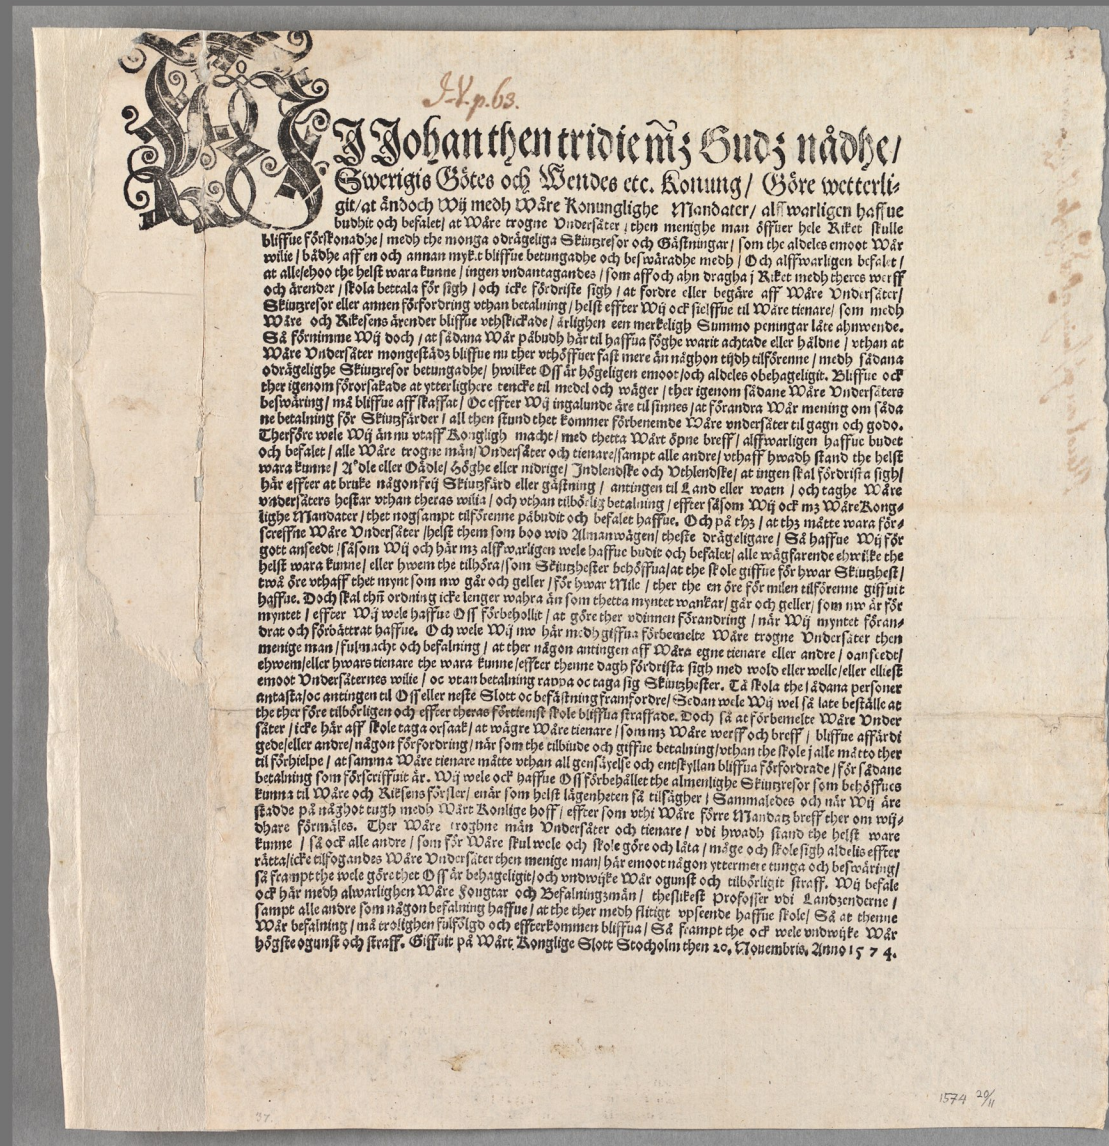 J-V. p. 63.
WJ Johan then tridie mz Gudz nådhe/
Swerigis Götes och Wendes etc. Konung/ Göre wetterli-
git/at ändoch Wij medh Wåre Konunglighe Mandater/ alffwarligen haffue
budhit och befalet/ at Wåre trogne Vndersåter/ then menighe man öffuer hele Riket skulle
bliffue förskonadhe/ medh the monga odrägeliga Skiutzresor och Gästningar/ som the aldeles emoot Wår
wilie/ bådhe aff en och annan myket bliffue betungadhe och beswäradhe medh/ Och alffwarligen befalet/
at allesehoo the helst wara kunne/ ingen vndantagandes/ som aff och ahn dragha j Riket medh theres werff
och ärender/ skola bettala för sigh/ och icke fördriste sigh/ at fordre eller begäre aff Wåre Vndersåter/
Skiutzresor eller annen förfordring vthan betalning/ helst effter Wij ock sielffue til Wåre tienare/ som medh
Wåre och Rikesens ärender bliffue vthskickade/ ärlighen een merkeligh Summo peningar läte ahnwende.
Så förnimme Wij doch/ at sådana Wår påbudh här til haffua föghe warit achtade eller håldne/ vthan at
Wåre Vndersåter mongestädz bliffue nu ther vthöffuer fast mere än någhon tijdh tilförenne/ medh sådana
odrägelighe Skiutzresor betungadhe/ hwilket Oss är högeligen emoot/och aldeles obehageligit. Bliffue ock
ther igenom förorsakade at ytterlighere tencke til medel och wäger/ ther igenom sådane Wåre Vndersåters
beswäring/ må bliffue aff skaffat/ Oc effter Wij ingalunde äre til sinnes/at förandra Wår mening om såda
ne betalning för Skiutzfärder/ all then stund thet kommer förbenemde Wåre vndersåter til gagn och godo.
Therföre wele Wij än nu vtaff Kongligh macht/ med thetta Wårt öpne breff/ alffwarligen haffue budet
och befalet/ alle Wåre trogne män/Vndersåter och tienare/sampt alle andre/vthaff hwadh stand the helst
wara kunne/ Adle eller Oädle/ Höghe eller nidrige/ Indlendske och Vthlendske/ at ingen skal fördrista sigh/
här effter at bruke någon frij Skiutzfärd eller gästning/ antingen til Land eller watn/ och taghe Wåre
vndersåters hestar vthan theras wilia/ och vthan tilbörlig betalning/ effter såsom Wij ock mz Wåre Kong-
lighe Mandater/ thet nogsampt tilförenne påbudit och befalet haffue. Och på thz/ at thz måtte wara för-
screffne Wåre Vndersåter/helst them som boo wid Almanwägen/ theste drägeligare/ Så haffue Wij för
gott anseedt/såsom Wij och här mz alffwarligen wele haffue budit och befalet/ alle wägfarende ehwilke the
helst wara kunne/ eller hwem the tilhöra/som Skiutzhester behöffua/at the skole giffue för hwar Skiutzhest/
twå öre vthaff thet mynt som nw går och geller/för hwar Mile/ ther the en öre för milen tilförenne giffuit
haffue. Doch skal thñ ordning icke lenger wahra än som thetta myntet wankar/ går och geller/ som nw är för
myntet/ effter Wij wele haffue Oss förbehollit/ at göre ther vdinnen förandring/ när Wij myntet föran-
drat och förbättrat haffue. Och wele Wij nw här medh giffua förbemelte Wåre trogne Vndersåter then
menige man/fulmacht och befalning/ at ther någon antingen aff Wåre egne tienare eller andre/ oanseedt/
ehwem/eller hwars tienare the wara kunne/effter thenne dagh fördrista sigh med wold eller welle/eller elliest
emoot Vndersåternes wilie/ oc vtan betalning rappa oc taga sig Skiutzhester. Tå skola the sådana personer
antasta/oc antingen til Oss eller neste Slott oc befästning framfordre/Sedan wele Wij wel så late beställe at
the ther före tilbörligen och effter theras förtienst skole bliffua straffade. Doch så at förbemelte Wåre Vnder
såter/ icke här aff skole taga orsaak/at wägre Wåre tienare/som mz Wåre werff och breff/ bliffue affärdi
gede/eller andre/ någon förfordring/ när som the tilbiude och giffue betalning/vthan the skole j alle måtto ther
til förhielpe/ at samma Wåre tienare måtte vthan all gensäyelse och entskyllan bliffua förfordrade/ för sådane
betalning som förscriffuit är. Wij wele ock haffue Oss förbehållet the almenlighe Skiutzresor som behöffues
kunna til Wåre och Riksens försler/ enär som helst lägenheten så tilsägher/ Sammaledes och när Wij äre
stadde på någhot tugh medh Wårt Konlige hoff/ effter som vthi Wåre förre Mandatz breff ther om wij-
dhare förmäles. Ther Wåre troghne män Vndersåter och tienare/ vdi hwadh stand the helst ware
kunne/ så ock alle andre/ som för Wåre skul wele och skole göre och låta/ måge och skole sigh aldelis effter
rätta/icke tilfogandes Wåre Vndersåter then menige man/ här emoot någon yttermere tunga och beswäring/
så frampt the wele göre thet Oss är behageligit/och vndwijke Wår ogunst och tilbörligit straff. Wij befale
ock här medh alwarlighen Wåre Fougtar och Befalningzmän/ theslikest Profosser vdi Landzenderne/
sampt alle andre som någon befalning haffue/ at the ther medh flitigt vpseende haffue skole/ Så at thenne
Wår befalning/ må trolighen fulfölgd och effterkommen bliffua/ Så frampt the ock wele vndwijke Wår
högste ogunst och straff. Giffuit på Wårt Konglige Slott Stocholm then 20. Nouembris. Anno 1574.
1574 20/11
37.